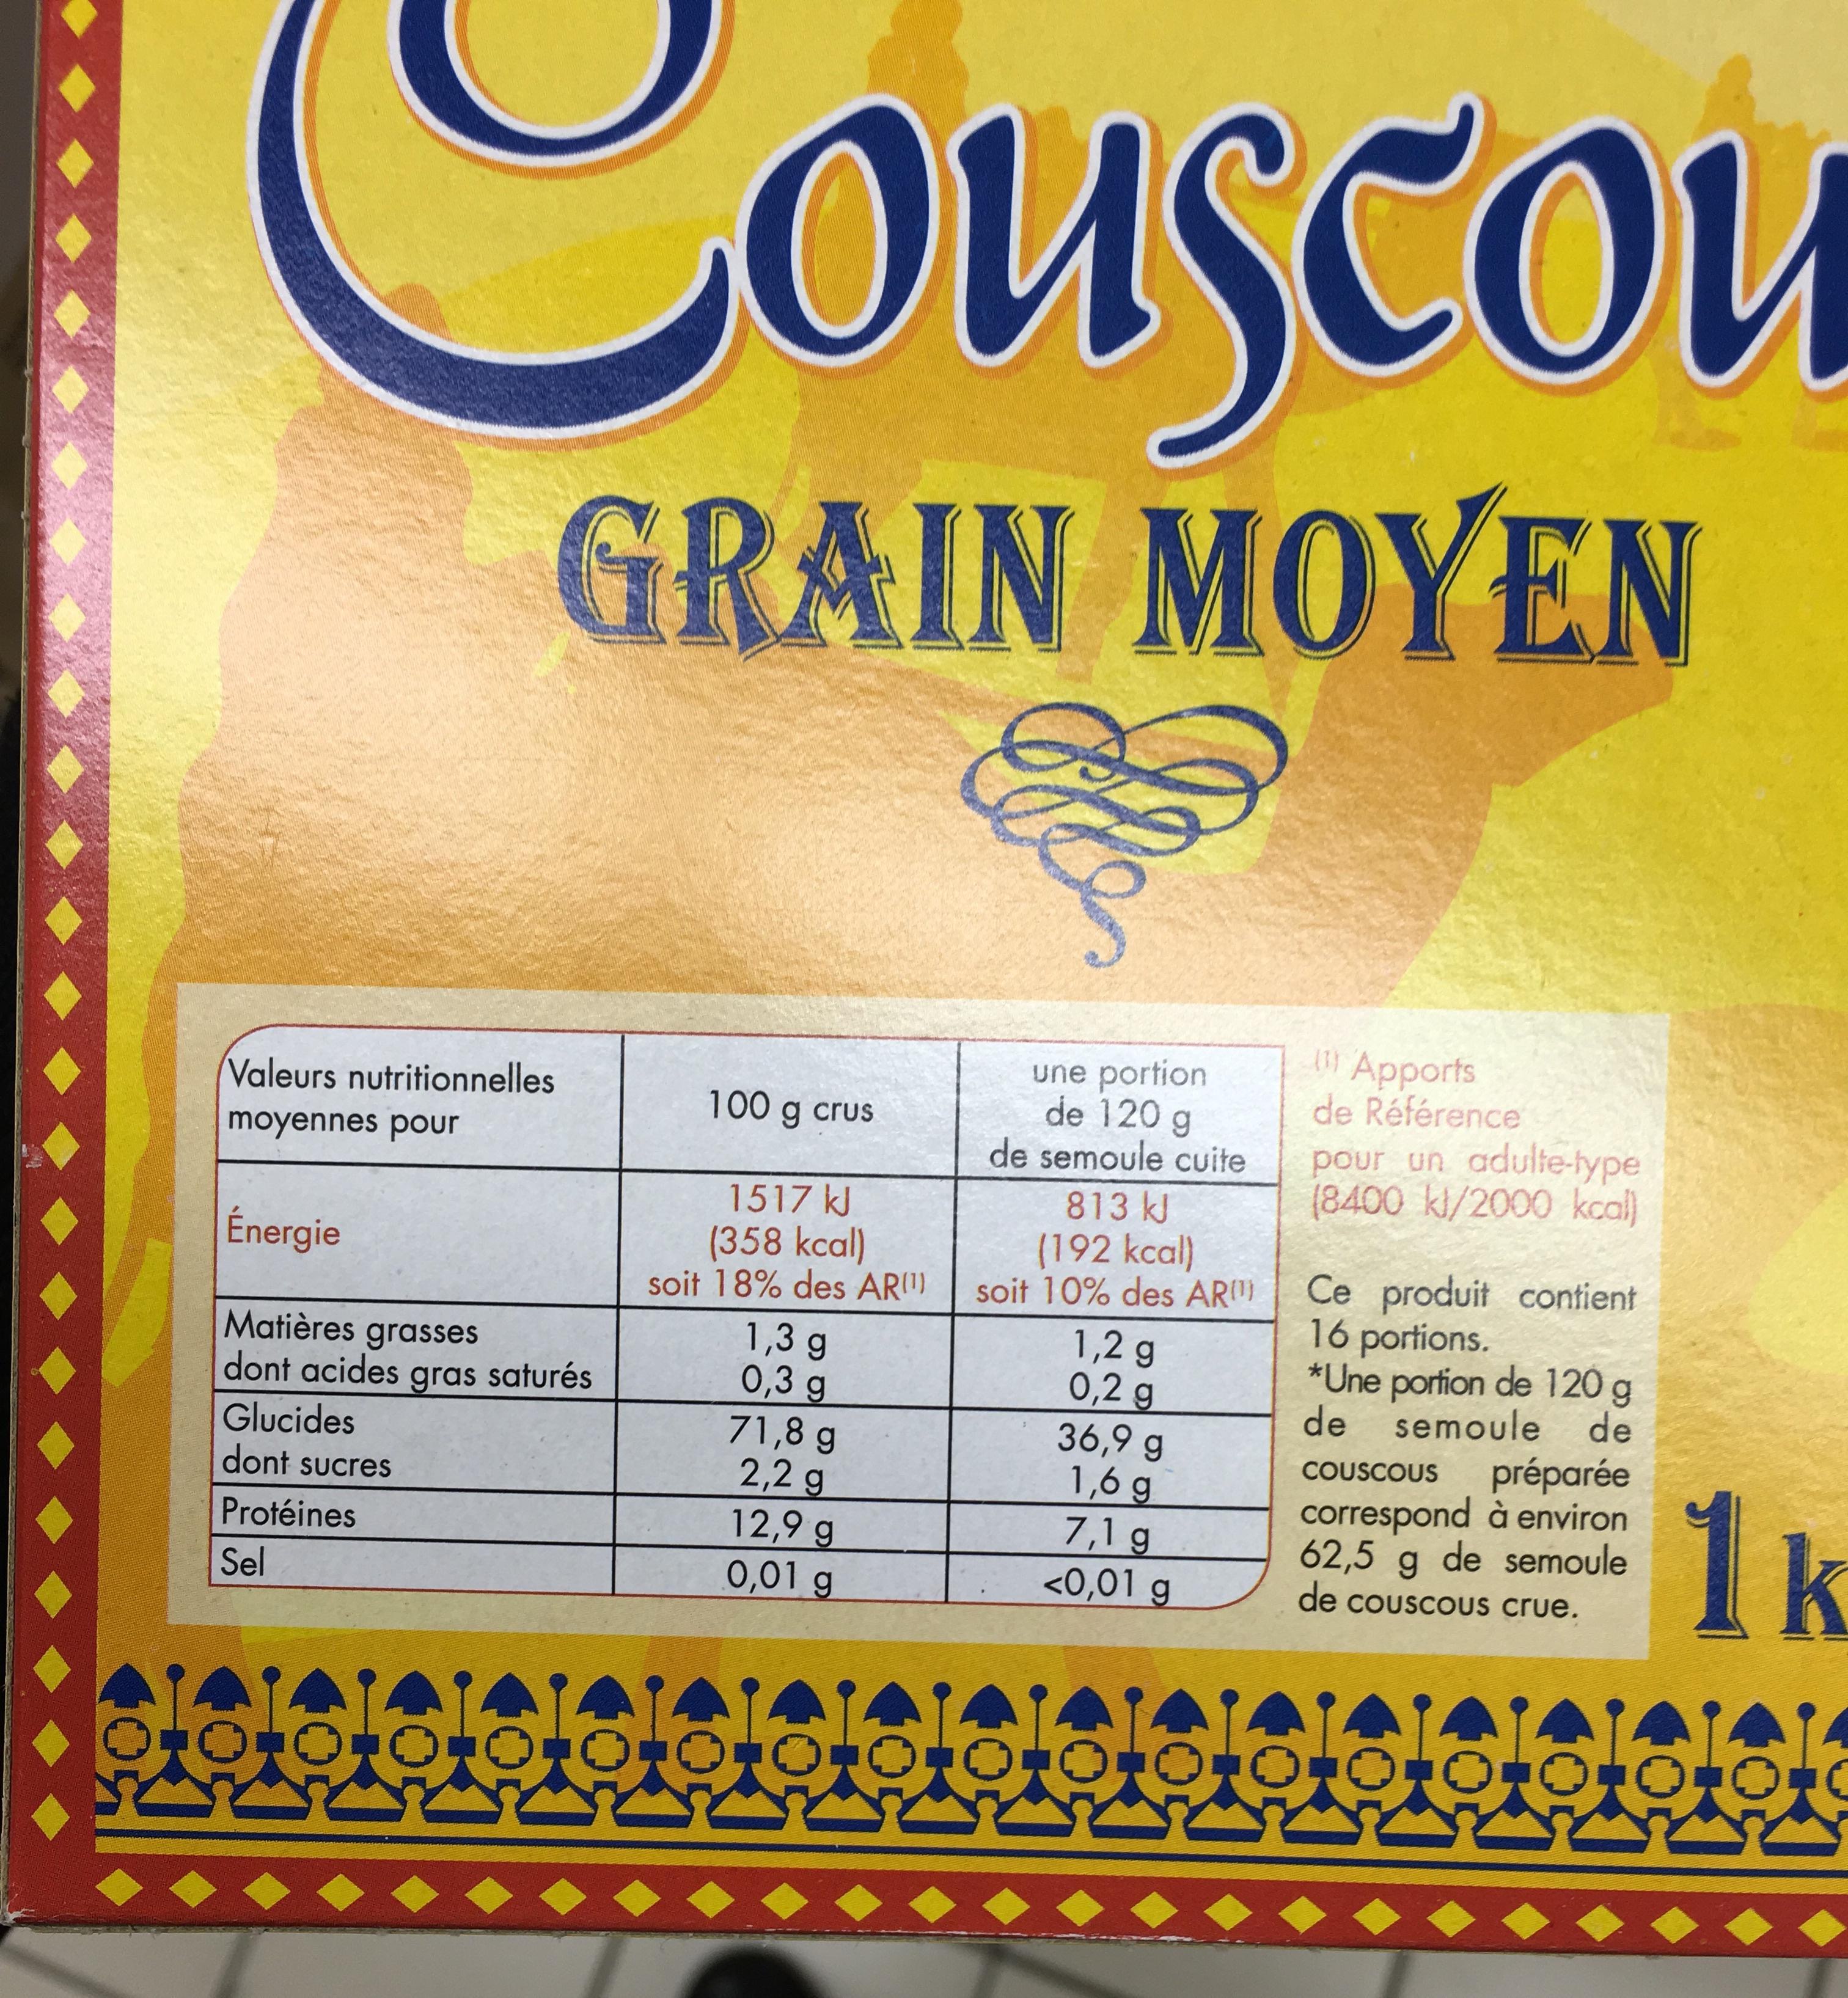 Couscou
GRAIN MOYEN
Valeurs nutritionnelles
moyennes pour
100 g crus
une portion
de 120 g
de semoule cuite
Énergie
1517 kJ
(358 kcal)
soit 18% des AR(1)
813 kJ
(192 kcal)
soit 10% des AR(1)
Matières grasses
dont acides gras saturés
1,3 g
0,3 g
1,2 g
0,2 g
Glucides
dont sucres
71,8 g
2,2 g
36,9 g
1,6 g
Protéines
12,9 g
7,1 g
Sel
0,01 g
<0,01 g
(1) Apports
de Référence
pour un adulte-type
(8400 kJ/2000 kcal)
Ce produit contient
16 portions.
*Une portion de 120 g
de semoule de
couscous préparée
correspond à environ
62,5 g de semoule
de couscous crue.
1 k